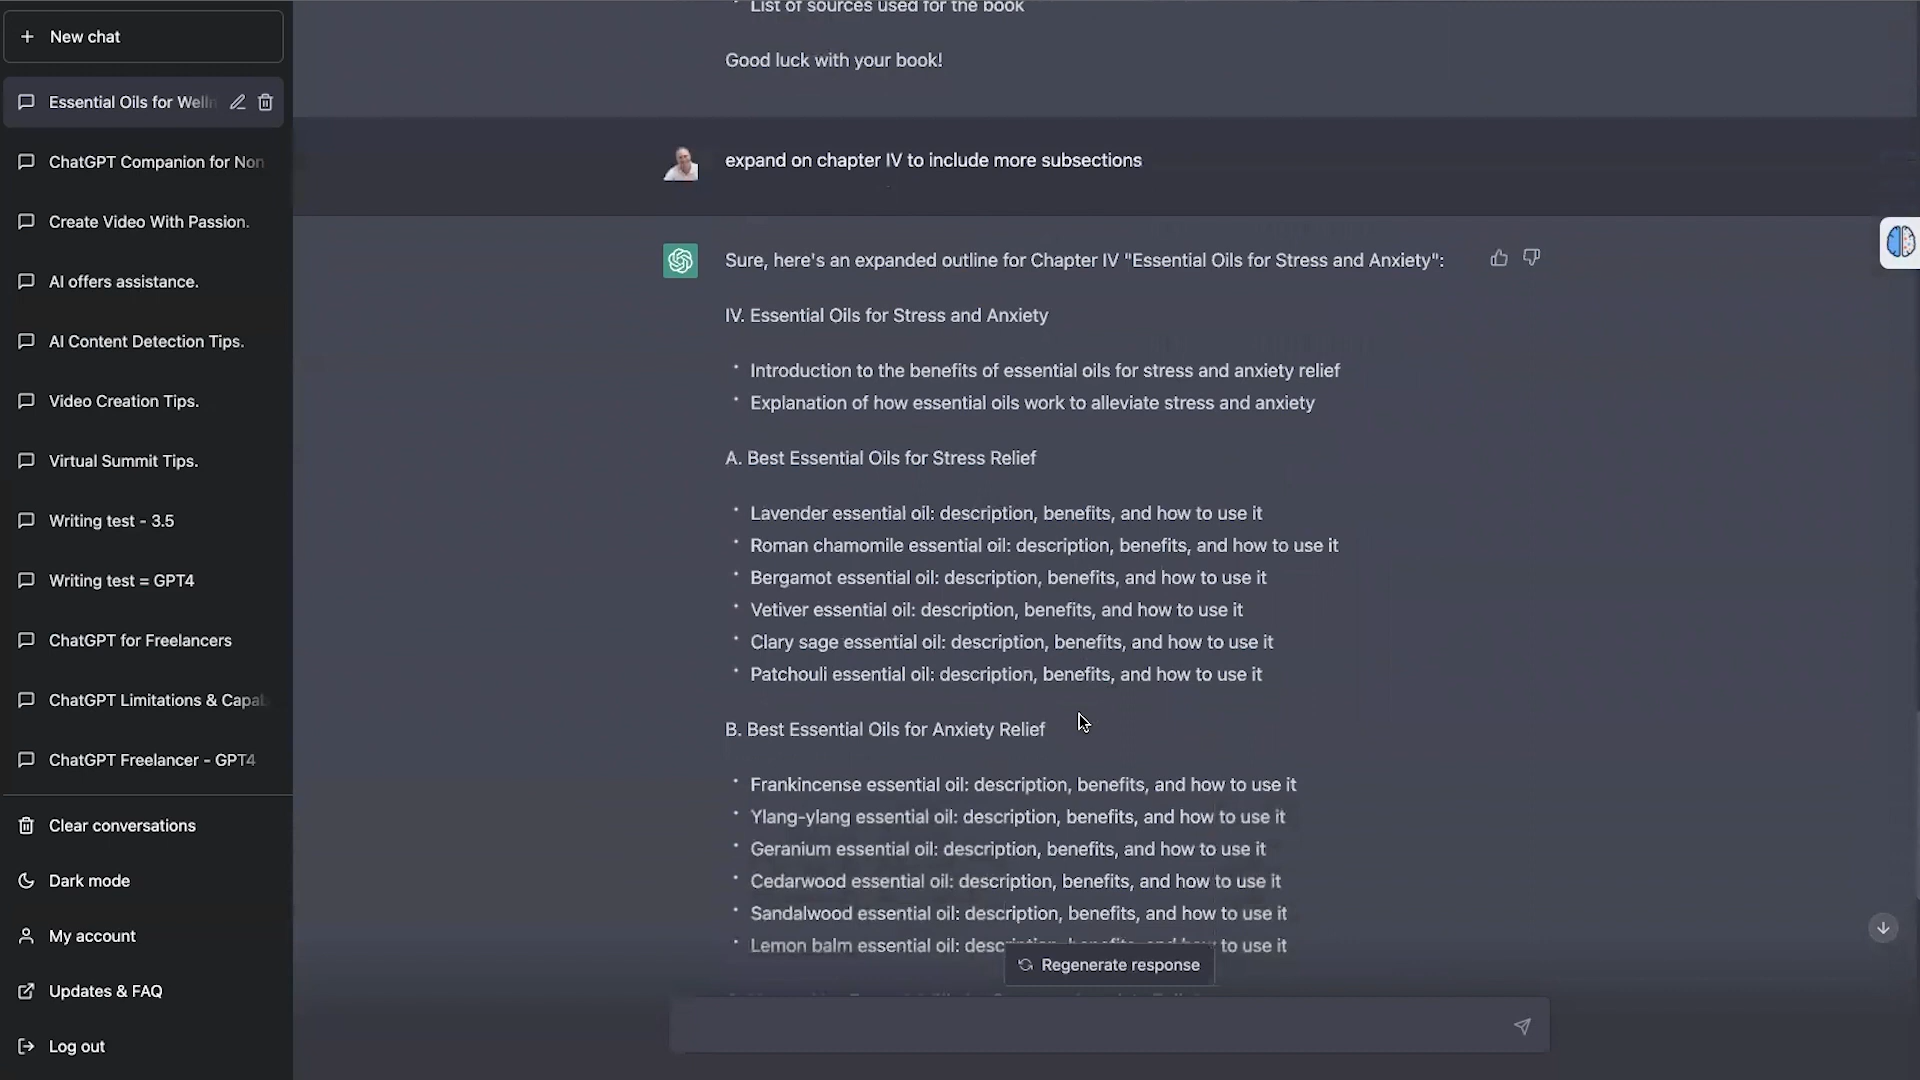 New chat
Essential Oils for Well
ChatGPT Companion for Non
Create Video With Passion.
AI offers assistance.
AI Content Detection Tips.
Video Creation Tips.
Virtual Summit Tips.
Writing test - 3.5
Writing test = GPT4
ChatGPT for Freelancers
ChatGPT Limitations & Capab
ChatGPT Freelancer - GPT4
Clear conversations
Dark mode
My account
Updates & FAQ
Log out
List of sources used for the book
Good luck with your book!
expand on chapter IV to include more subsections
Sure, here's an expanded outline for Chapter IV "Essential Oils for Stress and Anxiety":
IV. Essential Oils for Stress and Anxiety
Introduction to the benefits of essential oils for stress and anxiety relief
Explanation of how essential oils work to alleviate stress and anxiety
A. Best Essential Oils for Stress Relief
Lavender essential oil: description, benefits, and how to use it
Roman chamomile essential oil: description, benefits, and how to use it
Bergamot essential oil: description, benefits, and how to use it
Vetiver essential oil: description, benefits, and how to use it
Clary sage essential oil: description, benefits, and how to use it
Patchouli essential oil: description, benefits, and how to use it
B. Best Essential Oils for Anxiety Relief
Frankincense essential oil: description, benefits, and how to use it
Ylang-ylang essential oil: description, benefits, and how to use it
Geranium essential oil: description, benefits, and how to use it
Cedarwood essential oil: description, benefits, and how to use it
Sandalwood essential oil: description, benefits, and how to use it
Lemon balm essential oil: description, benefits, and how to use it
Regenerate response